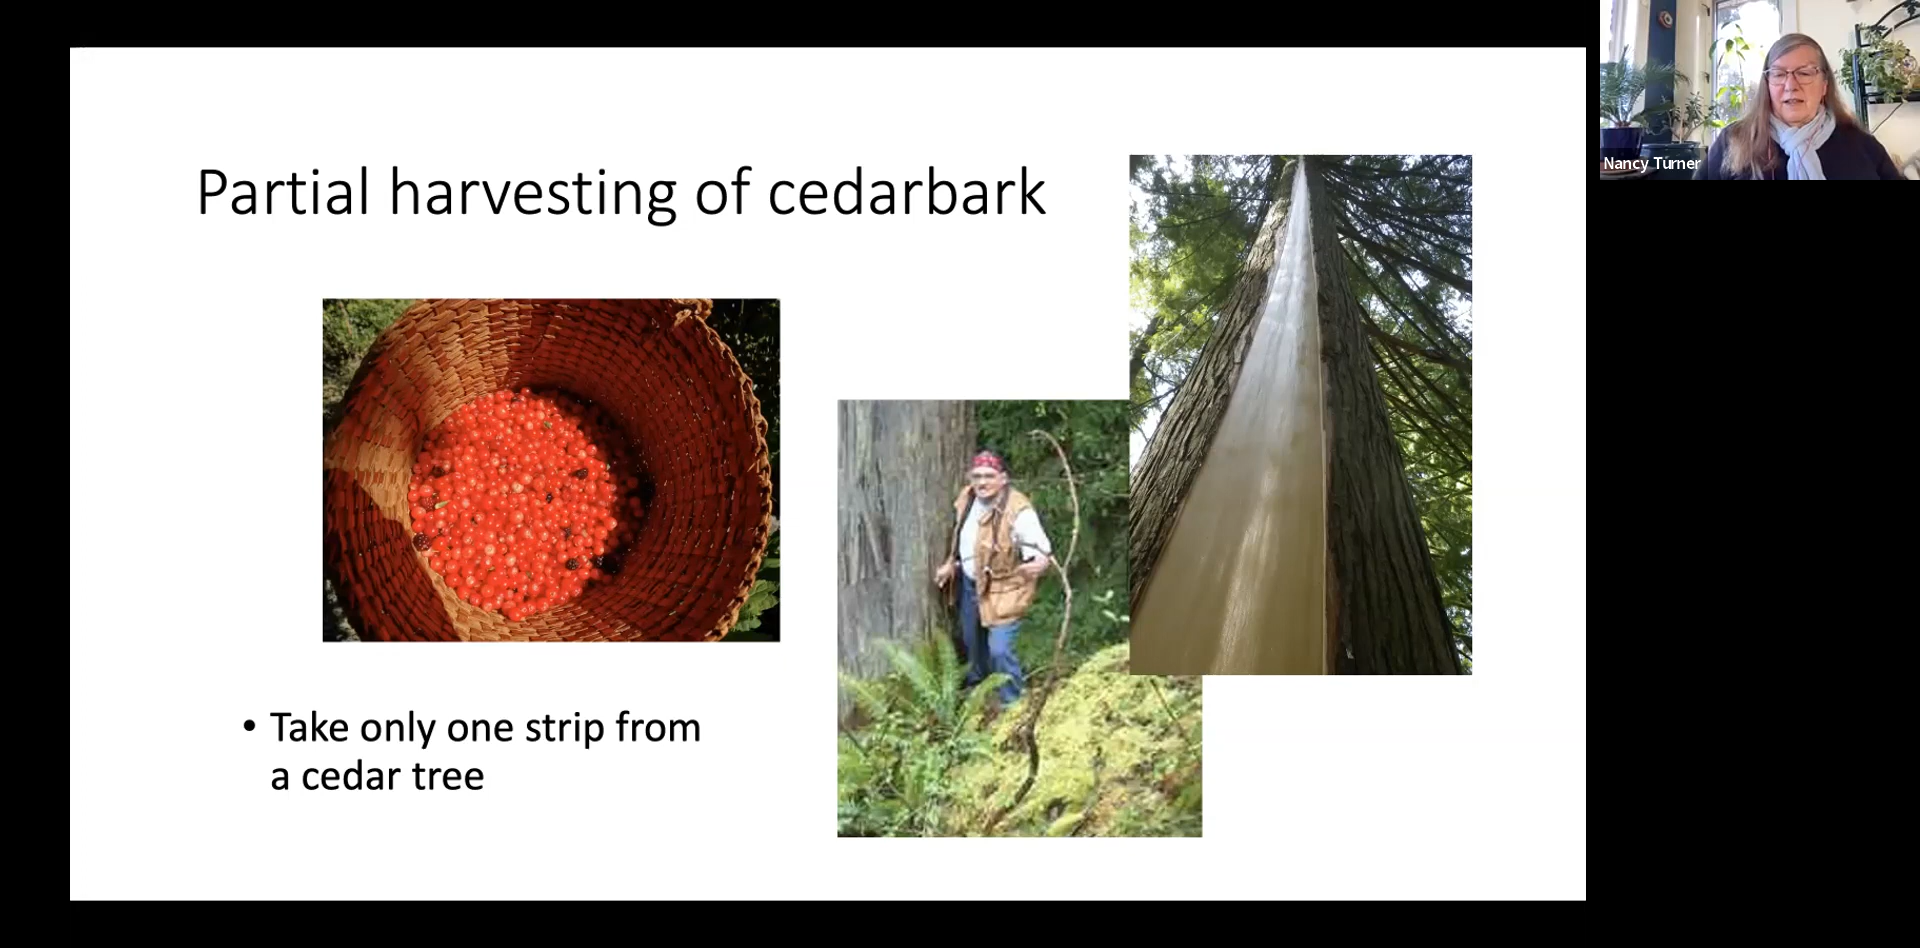 Partial harvesting of cedarbark
• Take only one strip from
a cedar tree
Nancy Turner